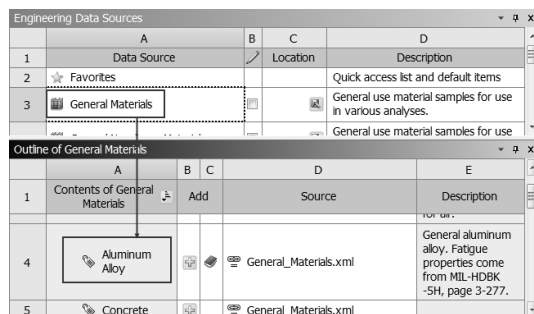 Engineering Data Sources
A B C D
1 Data Source Location Description
2 Favorites Quick access list and default items
3 General Materials General use material samples for use
in various analyses.
General use material samples for use
Outline of General Materials
A B C D E
1 Contents of General
Materials Add Source Description
for air.
4 Aluminum
Alloy General_Materials.xml General aluminum
alloy. Fatigue
properties come
from MIL-HDBK
-5H, page 3-277.
5 Concrete General_Materials.xml